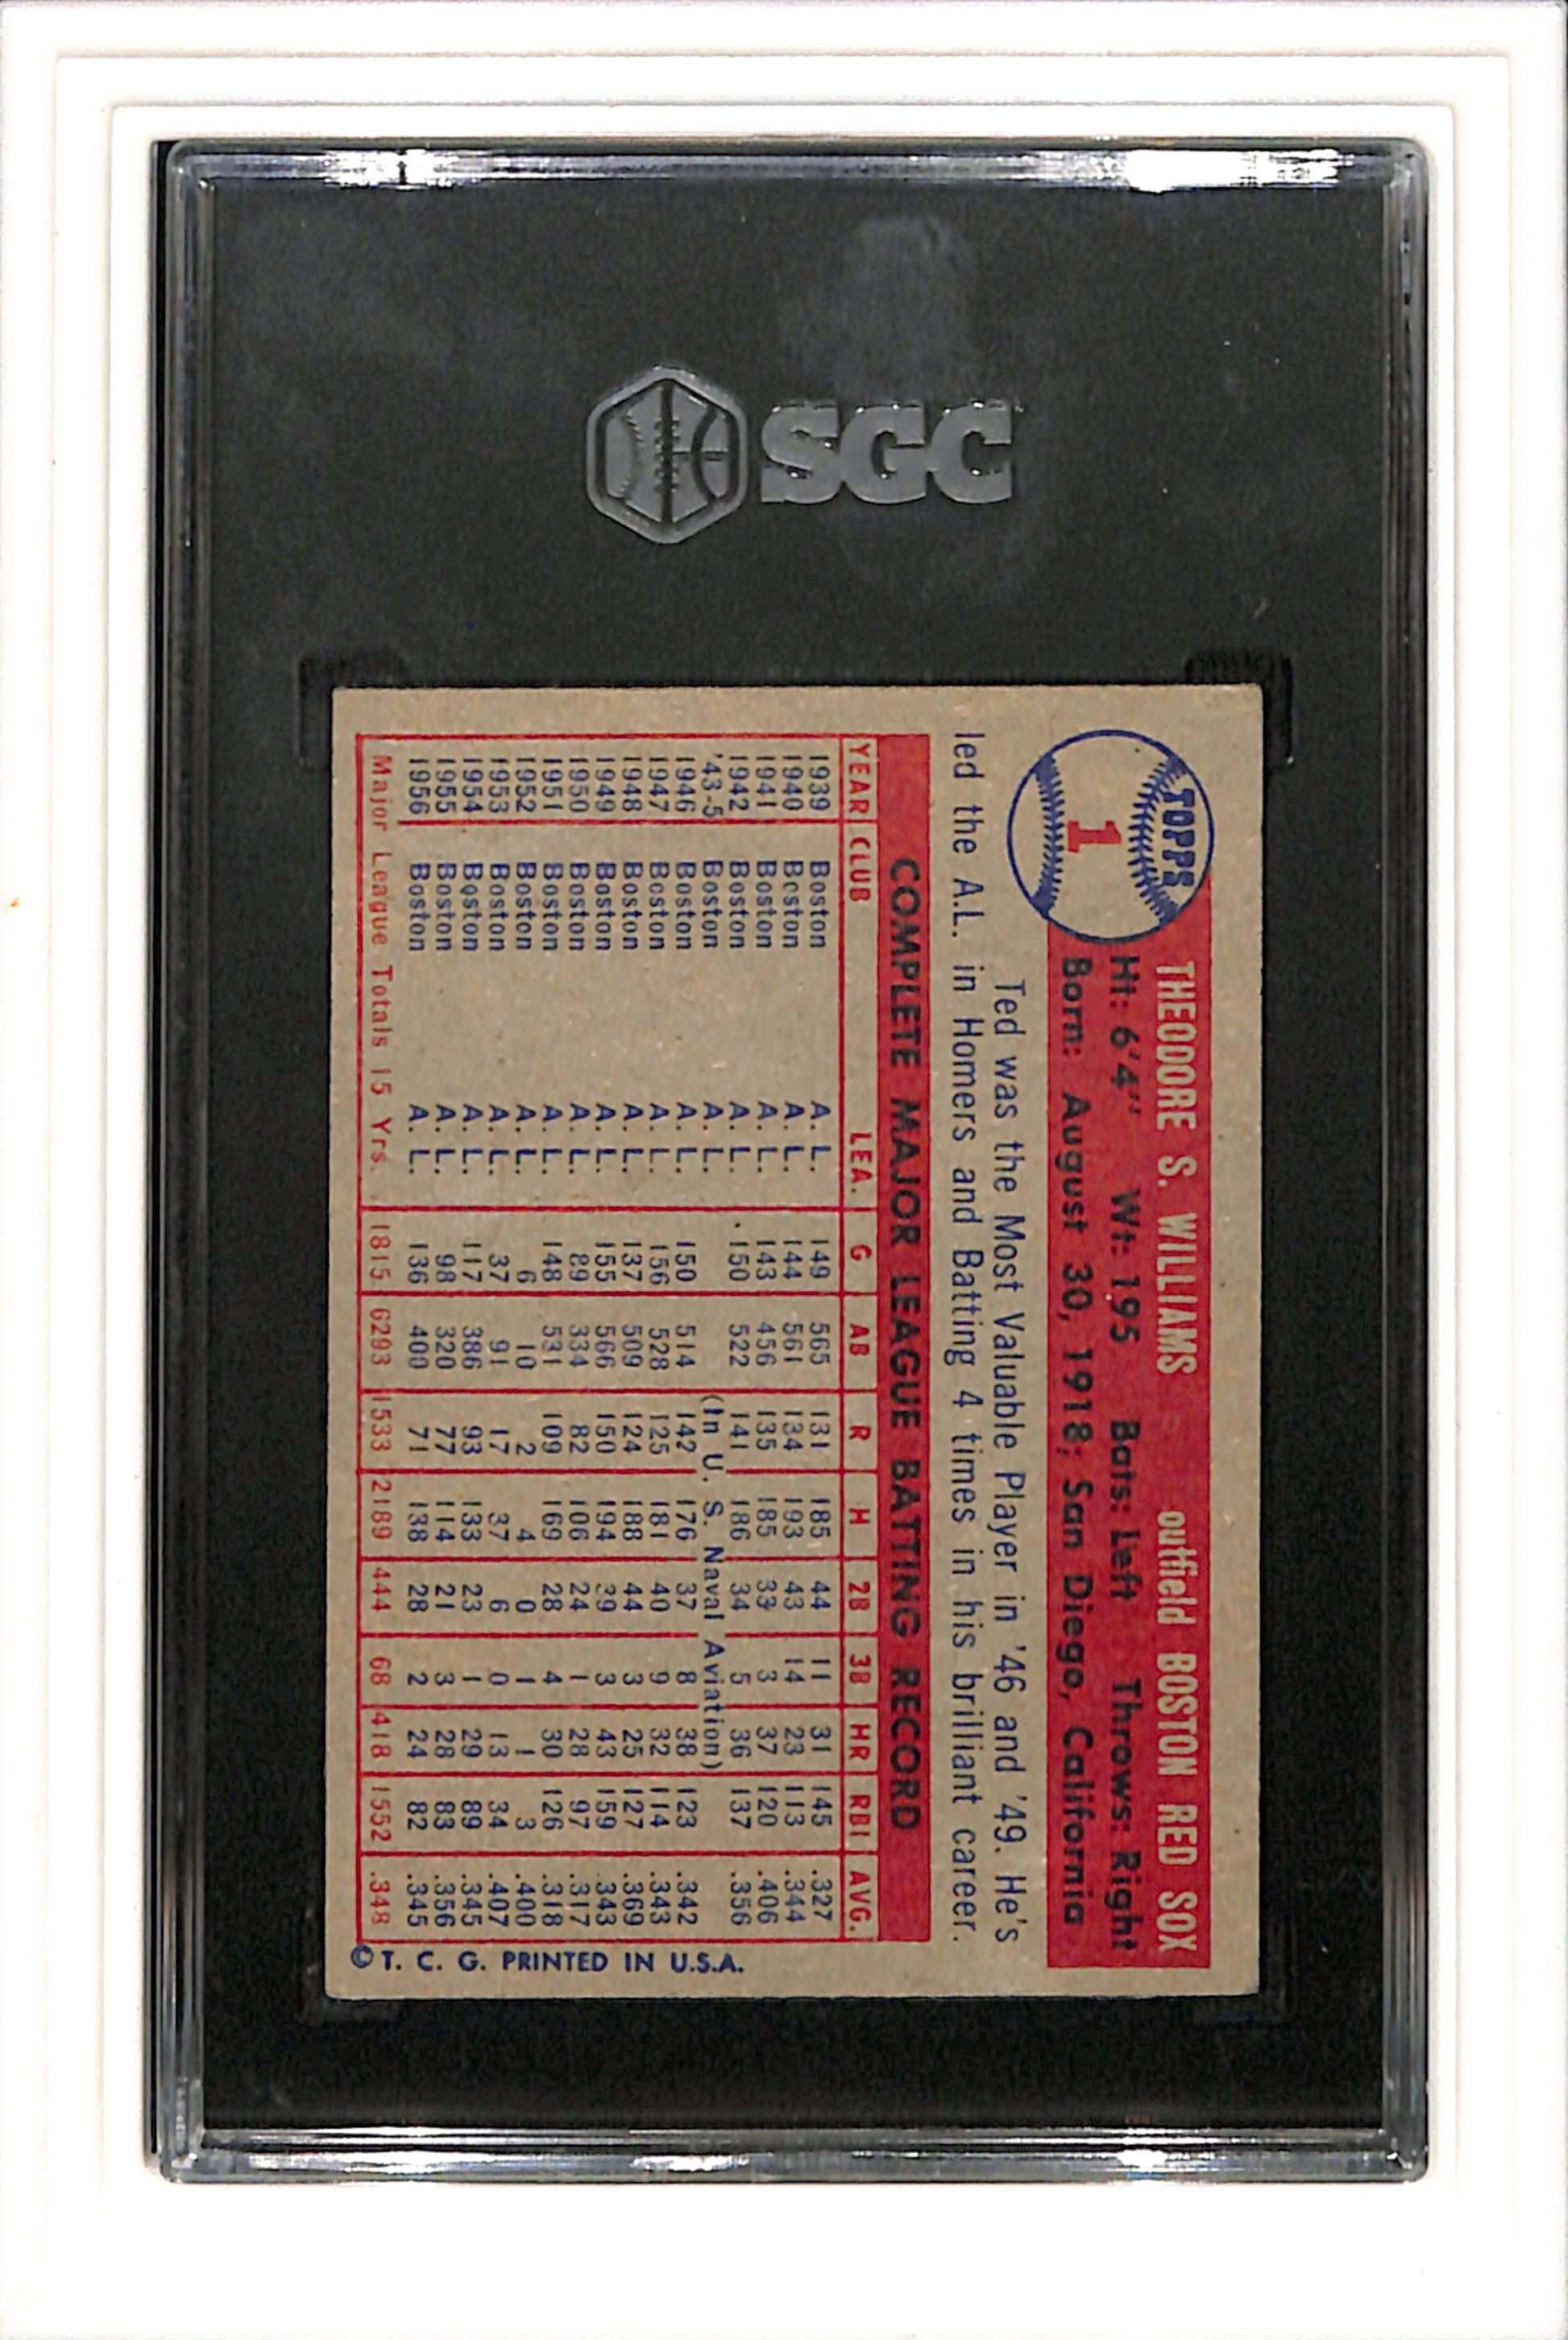 SGC
TOPPS
1
THEODORE S. WILLIAMS outfield BOSTON RED SOX
Ht: 6'4" Wt: 195 Bats: Left Throws: Right
Born: August 30, 1918; San Diego, California
Ted was the Most Valuable Player in '46 and '49. He's
led the A.L. in Homers and Batting 4 times in his brilliant career.
COMPLETE MAJOR LEAGUE BATTING RECORD
YEAR CLUB LEA. G AB R H 2B 3B HR RBI AVG.
1939 Boston A. L. 149 565 131 185 44 11 31 145 .327
1940 Boston A. L. 144 561 134 193 43 14 23 113 .344
1941 Boston A. L. 143 456 135 185 33 3 37 120 .406
1942 Boston A. L. 150 522 141 186 34 5 36 137 .356
'43-5 Boston A. L. (In U. S. Naval Aviation)
1946 Boston A. L. 150 514 142 176 37 8 38 123 .342
1947 Boston A. L. 156 528 125 181 40 9 32 114 .343
1948 Boston A. L. 137 509 124 188 44 3 25 127 .369
1949 Boston A. L. 155 566 150 194 39 3 43 159 .343
1950 Boston A. L. 89 334 82 106 24 1 28 97 .317
1951 Boston A. L. 148 531 109 169 28 4 30 126 .318
1952 Boston A. L. 6 10 2 4 0 1 1 3 .400
1953 Boston A. L. 37 91 17 37 6 0 13 34 .407
1954 Boston A. L. 117 386 93 133 23 1 29 89 .345
1955 Boston A. L. 98 320 77 114 21 3 28 83 .356
1956 Boston A. L. 136 400 71 138 28 2 24 82 .345
Major League Totals 15 Yrs. 1815 6293 1533 2189 444 68 418 1552 .348
© T. C. G. PRINTED IN U.S.A.